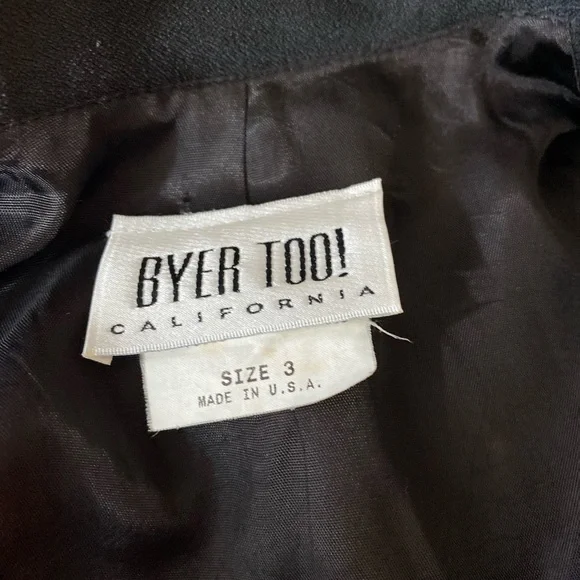 BYER TOO!
CALIFORNIA
SIZE 3
MADE IN U.S.A.